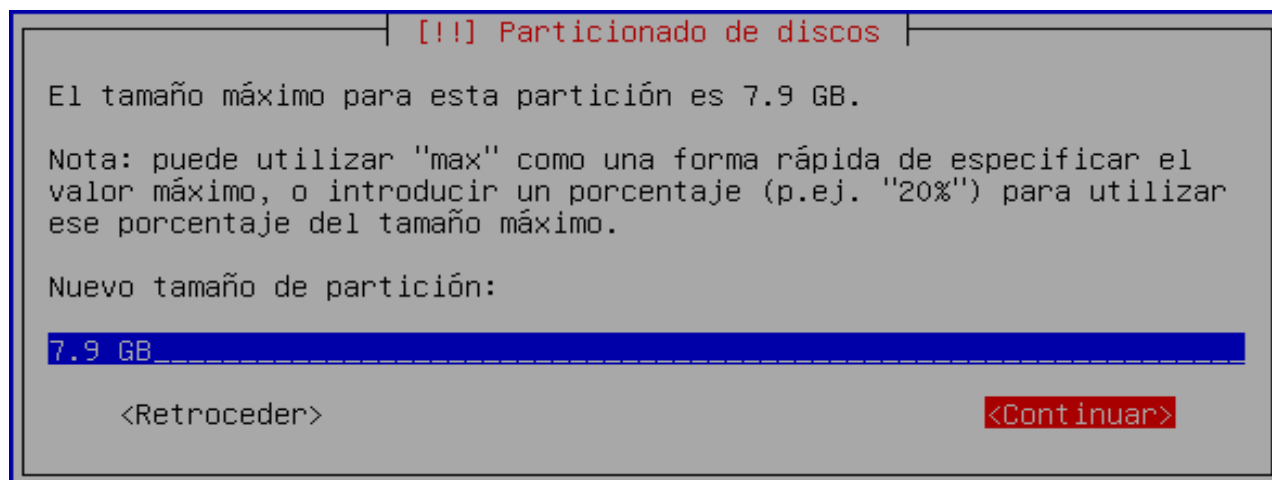 [!!] Particionado de discos
El tamaño máximo para esta partición es 7.9 GB.
Nota: puede utilizar "max" como una forma rápida de especificar el
valor máximo, o introducir un porcentaje (p.ej. "20%") para utilizar
ese porcentaje del tamaño máximo.
Nuevo tamaño de partición:
7.9 GB
<Retroceder> <Continuar>